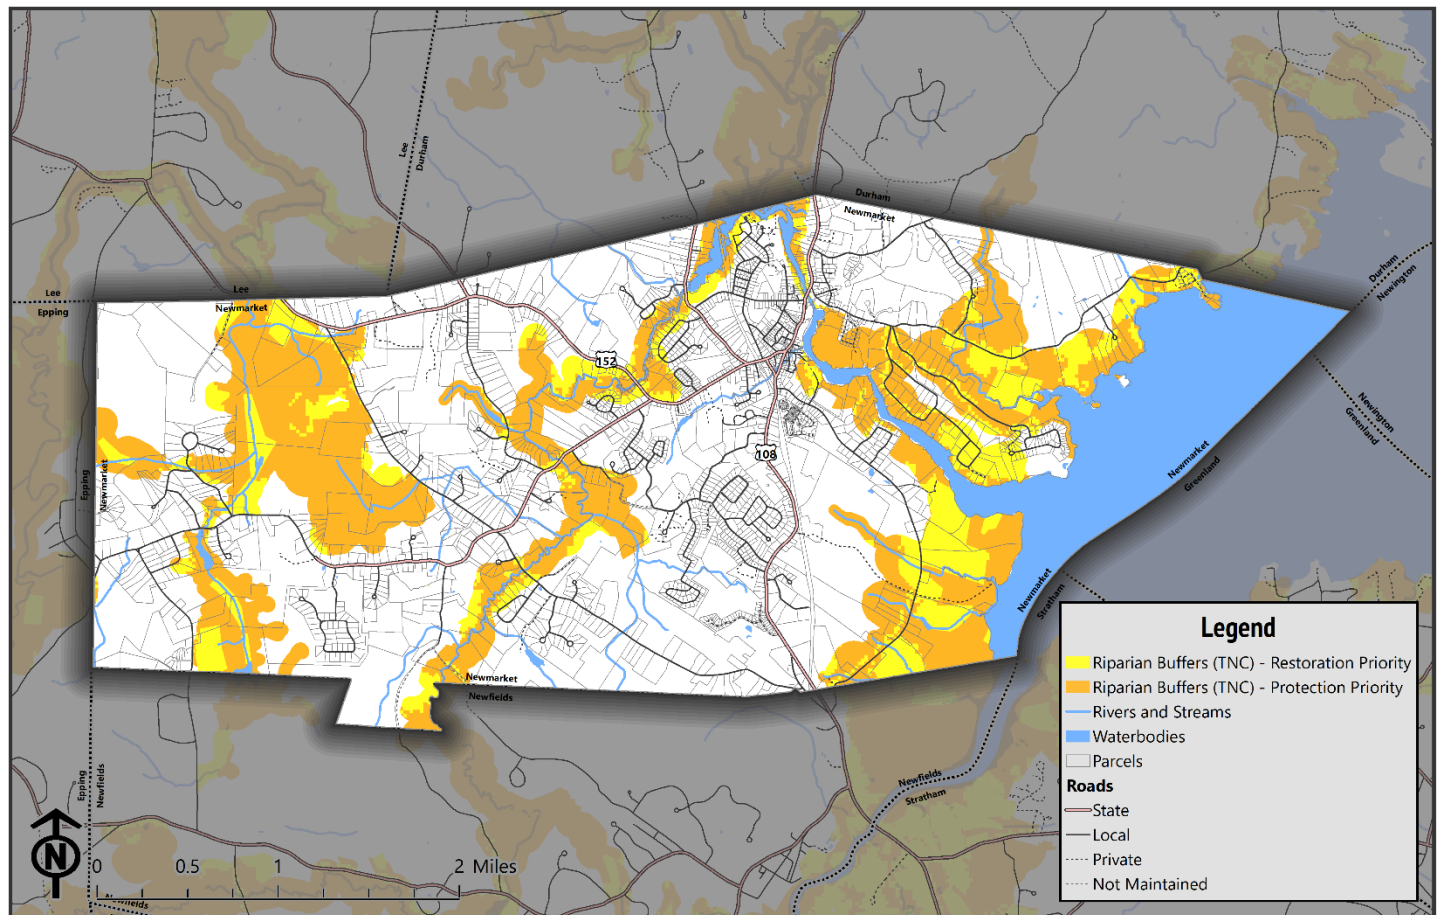 Lee
Durham
Durham
Newmarket
Durham
Newington
Lee
Epping
Lee
Newmarket
152
Newington
Greenland
108
Epping
Newmarket
Newmarket
Greenland
Newmarket
Stratham
Newmarket
Newfields
Newfields
Stratham
Epping
Newfields
Newfields
N
0 0.5 1 2 Miles
Legend
Riparian Buffers (TNC) - Restoration Priority
Riparian Buffers (TNC) - Protection Priority
Rivers and Streams
Waterbodies
Parcels
Roads
State
Local
Private
Not Maintained